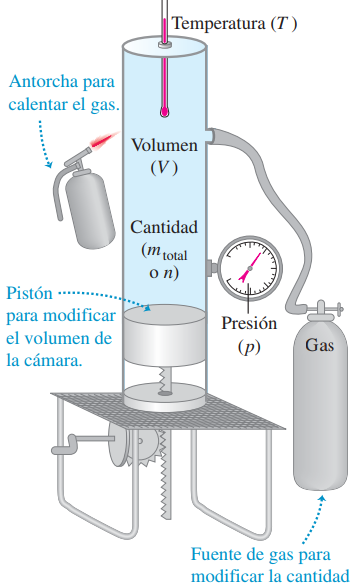 Temperatura (T)
Antorcha para
calentar el gas.
Volumen
(V)
Cantidad
(m total
o n)
Pistón
para modificar
el volumen de
la cámara.
Presión
(p)
Gas
Fuente de gas para
modificar la cantidad